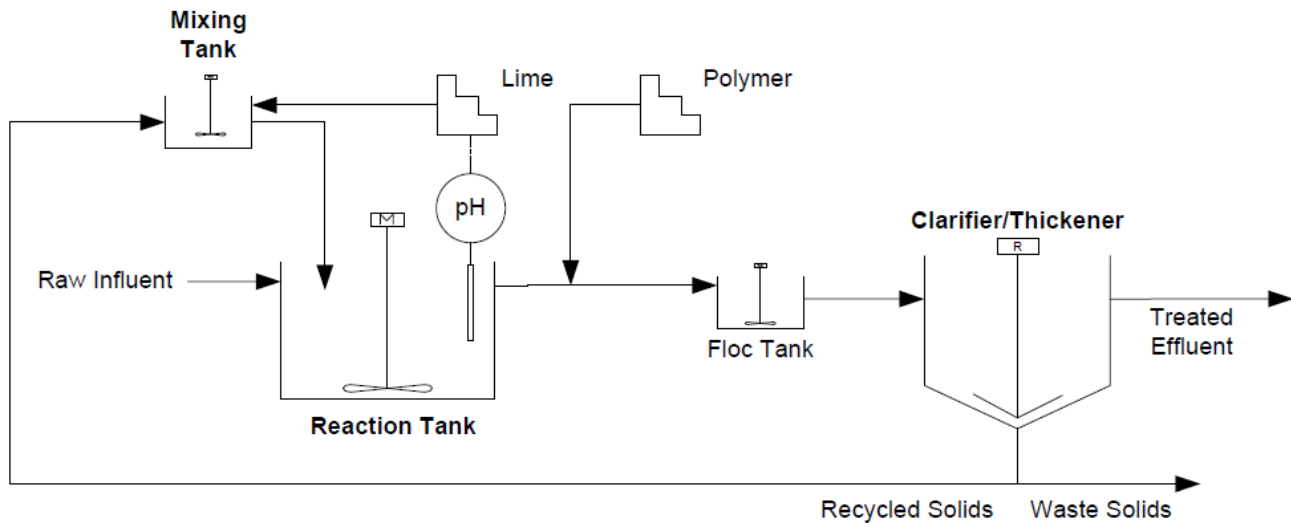 Mixing
Tank
Lime
Polymer
pH
M
Clarifier/Thickener
R
Raw Influent
Treated
Effluent
Floc Tank
Reaction Tank
Recycled Solids
Waste Solids